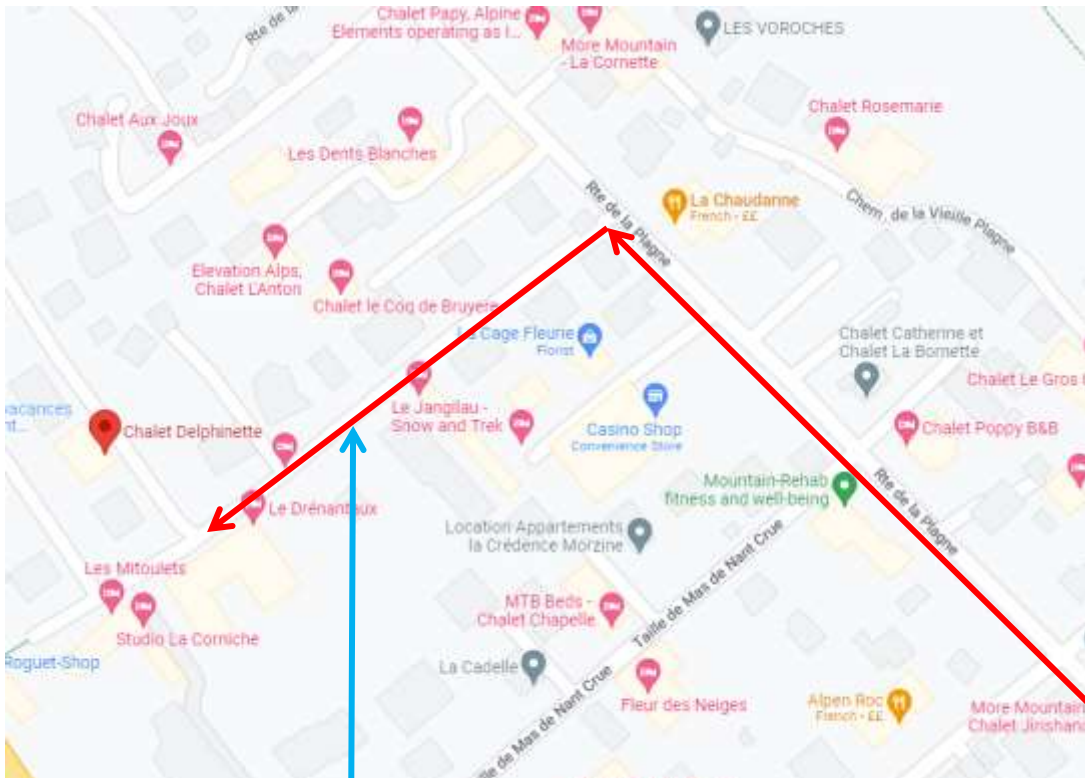 Rte de la
Chalet Papy, Alpine
Elements operating as I...
More Mountain
- La Cornette
LES VOROCHES
Chalet Aux Joux
Les Dents Blanches
Chalet Rosemarie
Rte de la Plagne
La Chaudanne
French - ££
Chem. de la Vieille Plagne
Elevation Alps,
Chalet L'Anton
Chalet le Coq de Bruyere
Cage Fleurie
Florist
Chalet Catherine et
Chalet La Bornette
Chalet Le Gros
acances
nt...
Chalet Delphinette
Le Jangilau -
Snow and Trek
Casino Shop
Convenience Store
Chalet Poppy B&B
Le Drénantaux
Mountain-Rehab
fitness and well-being
Rte de la Plagne
Location Appartements
la Crédence Morzine
Les Mitoulets
Studio La Corniche
MTB Beds -
Chalet Chapelle
Taille de Mas de Nant Crue
Roguet-Shop
La Cadelle
Fleur des Neiges
Alpen Roc
French - ££
More Mountain
Chalet Jirishanc
le de Mas de Nant Crue